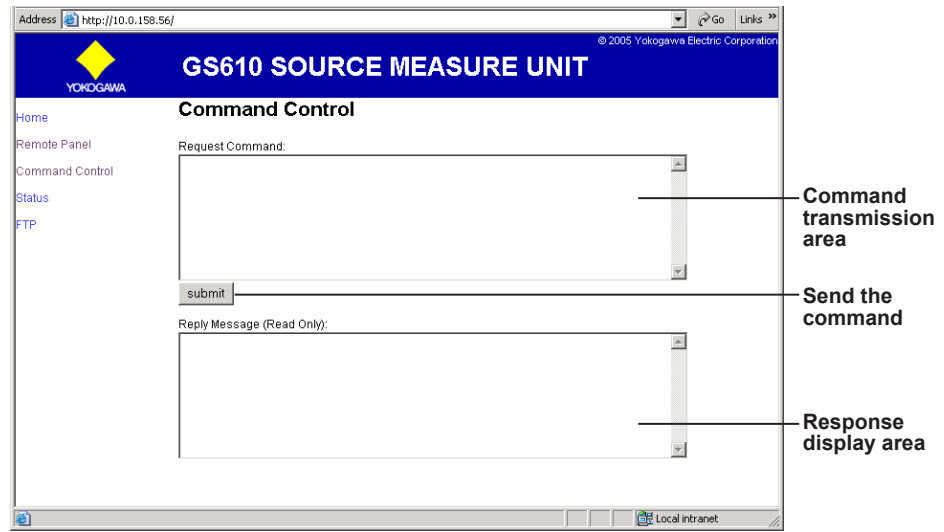 Address http://10.0.158.56/ Go Links »
© 2005 Yokogawa Electric Corporation
YOKOGAWA
GS610 SOURCE MEASURE UNIT
Home
Remote Panel
Command Control
Status
FTP
Command Control
Request Command:
submit
Reply Message (Read Only):
Local intranet
Command
transmission
area
Send the
command
Response
display area